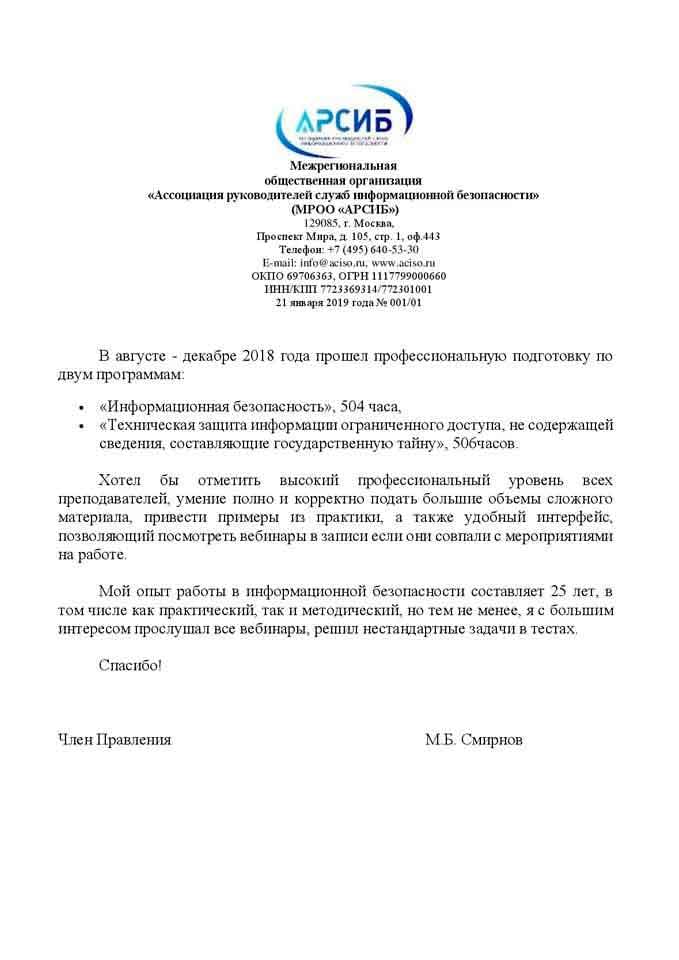 АРСИБ
Межрегиональная
общественная организация
«Ассоциация руководителей служб информационной безопасности»
(МРОО «АРСИБ»)
129085, г. Москва,
Проспект Мира, д. 105, стр. 1, оф.443
Телефон: +7 (495) 640-53-30
E-mail: info@aciso.ru, www.aciso.ru
ОКПО 69706363, ОГРН 1117799000660
ИНН/КПП 7723369314/772301001
21 января 2019 года № 001/01
В августе - декабре 2018 года прошел профессиональную подготовку по
двум программам:
• «Информационная безопасность», 504 часа,
• «Техническая защита информации ограниченного доступа, не содержащей
сведения, составляющие государственную тайну», 506часов.
Хотел бы отметить высокий профессиональный уровень всех
преподавателей, умение полно и корректно подать большие объемы сложного
материала, привести примеры из практики, а также удобный интерфейс,
позволяющий посмотреть вебинары в записи если они совпали с мероприятиями
на работе.
Мой опыт работы в информационной безопасности составляет 25 лет, в
том числе как практический, так и методический, но тем не менее, я с большим
интересом прослушал все вебинары, решил нестандартные задачи в тестах.
Спасибо!
Член Правления М.Б. Смирнов